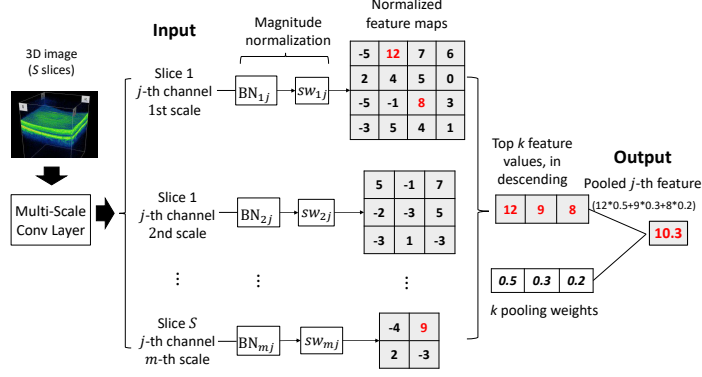 3D image
(S slices)
Multi-Scale
Conv Layer
Input
Magnitude
normalization
Normalized
feature maps
Slice 1
j-th channel
1st scale
BN1j
sw1j
-5 12 7 6
2 4 5 0
-5 -1 8 3
-3 5 4 1
Slice 1
j-th channel
2nd scale
BN2j
sw2j
5 -1 7
-2 -3 5
-3 1 -3
⋮ ⋮ ⋮
Slice S
j-th channel
m-th scale
BNmj
swmj
-4 9
2 -3
Top k feature
values, in
descending
12 9 8
0.5 0.3 0.2
k pooling weights
Output
Pooled j-th feature
(12*0.5+9*0.3+8*0.2)
10.3